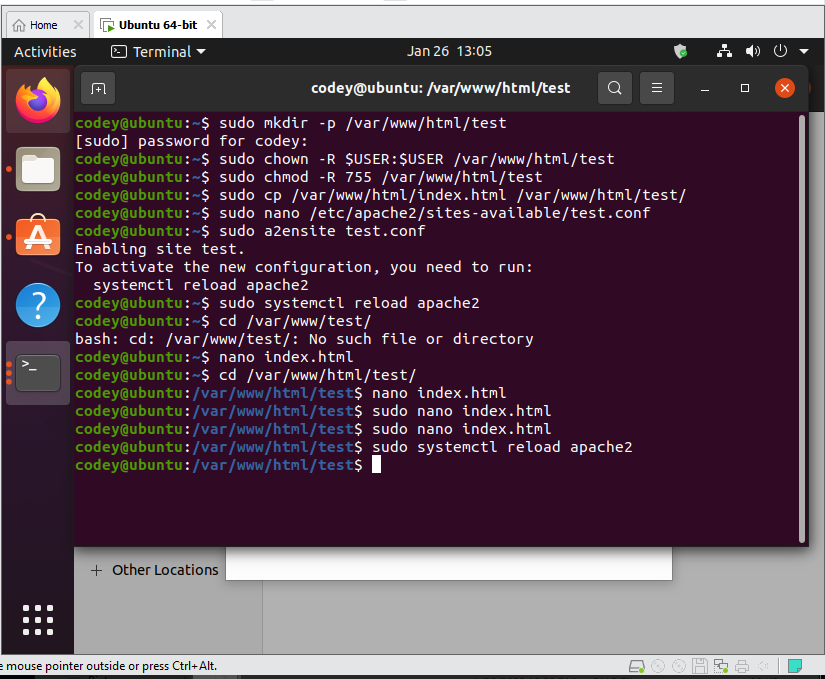 Home
Ubuntu 64-bit
Activities
Terminal
Jan 26 13:05
codey@ubuntu: /var/www/html/test
codey@ubuntu:~$ sudo mkdir -p /var/www/html/test
[sudo] password for codey:
codey@ubuntu:~$ sudo chown -R $USER:$USER /var/www/html/test
codey@ubuntu:~$ sudo chmod -R 755 /var/www/html/test
codey@ubuntu:~$ sudo cp /var/www/html/index.html /var/www/html/test/
codey@ubuntu:~$ sudo nano /etc/apache2/sites-available/test.conf
codey@ubuntu:~$ sudo a2ensite test.conf
Enabling site test.
To activate the new configuration, you need to run:
  systemctl reload apache2
codey@ubuntu:~$ sudo systemctl reload apache2
codey@ubuntu:~$ cd /var/www/test/
bash: cd: /var/www/test/: No such file or directory
codey@ubuntu:~$ nano index.html
codey@ubuntu:~$ cd /var/www/html/test/
codey@ubuntu:/var/www/html/test$ nano index.html
codey@ubuntu:/var/www/html/test$ sudo nano index.html
codey@ubuntu:/var/www/html/test$ sudo nano index.html
codey@ubuntu:/var/www/html/test$ sudo systemctl reload apache2
codey@ubuntu:/var/www/html/test$
+ Other Locations
e mouse pointer outside or press Ctrl+Alt.